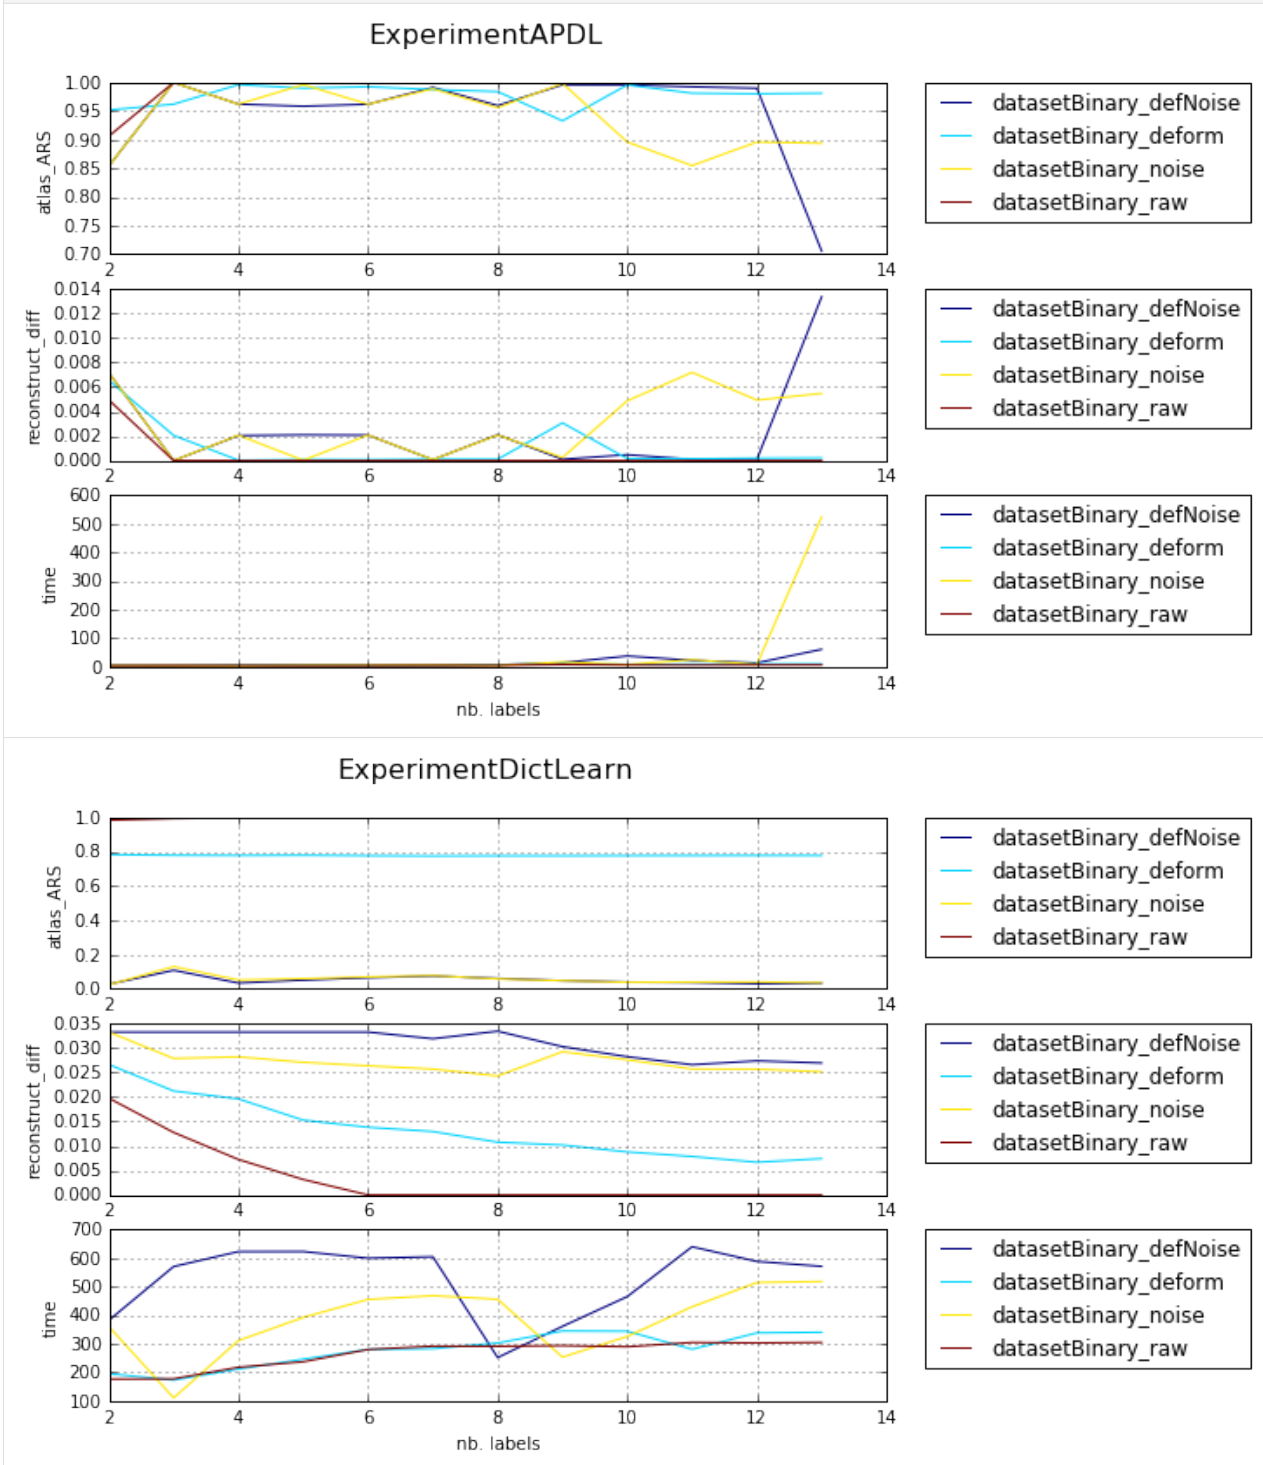 ExperimentAPDL
atlas_ARS
1.00
0.95
0.90
0.85
0.80
0.75
0.70
2 4 6 8 10 12 14
datasetBinary_defNoise
datasetBinary_deform
datasetBinary_noise
datasetBinary_raw
reconstruct_diff
0.014
0.012
0.010
0.008
0.006
0.004
0.002
0.000
2 4 6 8 10 12 14
datasetBinary_defNoise
datasetBinary_deform
datasetBinary_noise
datasetBinary_raw
time
600
500
400
300
200
100
0
2 4 6 8 10 12 14
nb. labels
datasetBinary_defNoise
datasetBinary_deform
datasetBinary_noise
datasetBinary_raw
ExperimentDictLearn
atlas_ARS
1.0
0.8
0.6
0.4
0.2
0.0
2 4 6 8 10 12 14
datasetBinary_defNoise
datasetBinary_deform
datasetBinary_noise
datasetBinary_raw
reconstruct_diff
0.035
0.030
0.025
0.020
0.015
0.010
0.005
0.000
2 4 6 8 10 12 14
datasetBinary_defNoise
datasetBinary_deform
datasetBinary_noise
datasetBinary_raw
time
700
600
500
400
300
200
100
2 4 6 8 10 12 14
nb. labels
datasetBinary_defNoise
datasetBinary_deform
datasetBinary_noise
datasetBinary_raw